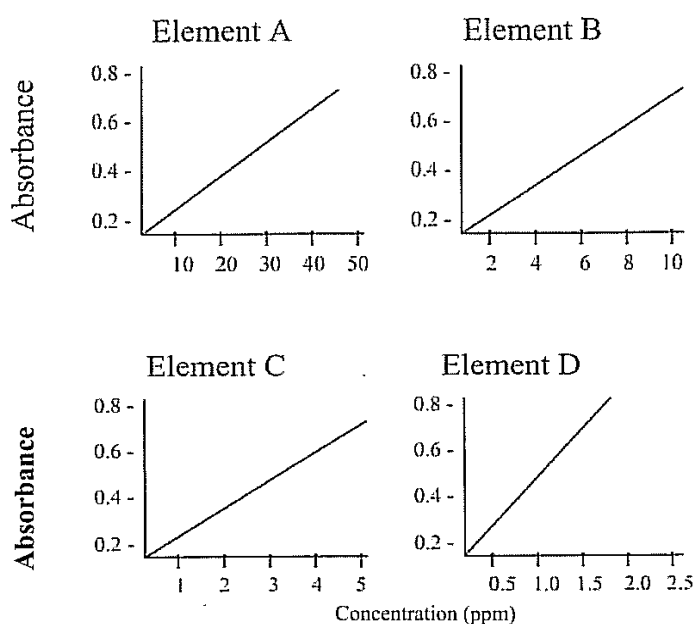 Element A
Element B
Absorbance
0.8 -
0.6 -
0.4 -
0.2 -
10 20 30 40 50
0.8 -
0.6 -
0.4 -
0.2 -
2 4 6 8 10
Element C
Element D
Absorbance
0.8 -
0.6 -
0.4 -
0.2 -
1 2 3 4 5
0.8 -
0.6 -
0.4 -
0.2 -
0.5 1.0 1.5 2.0 2.5
Concentration (ppm)